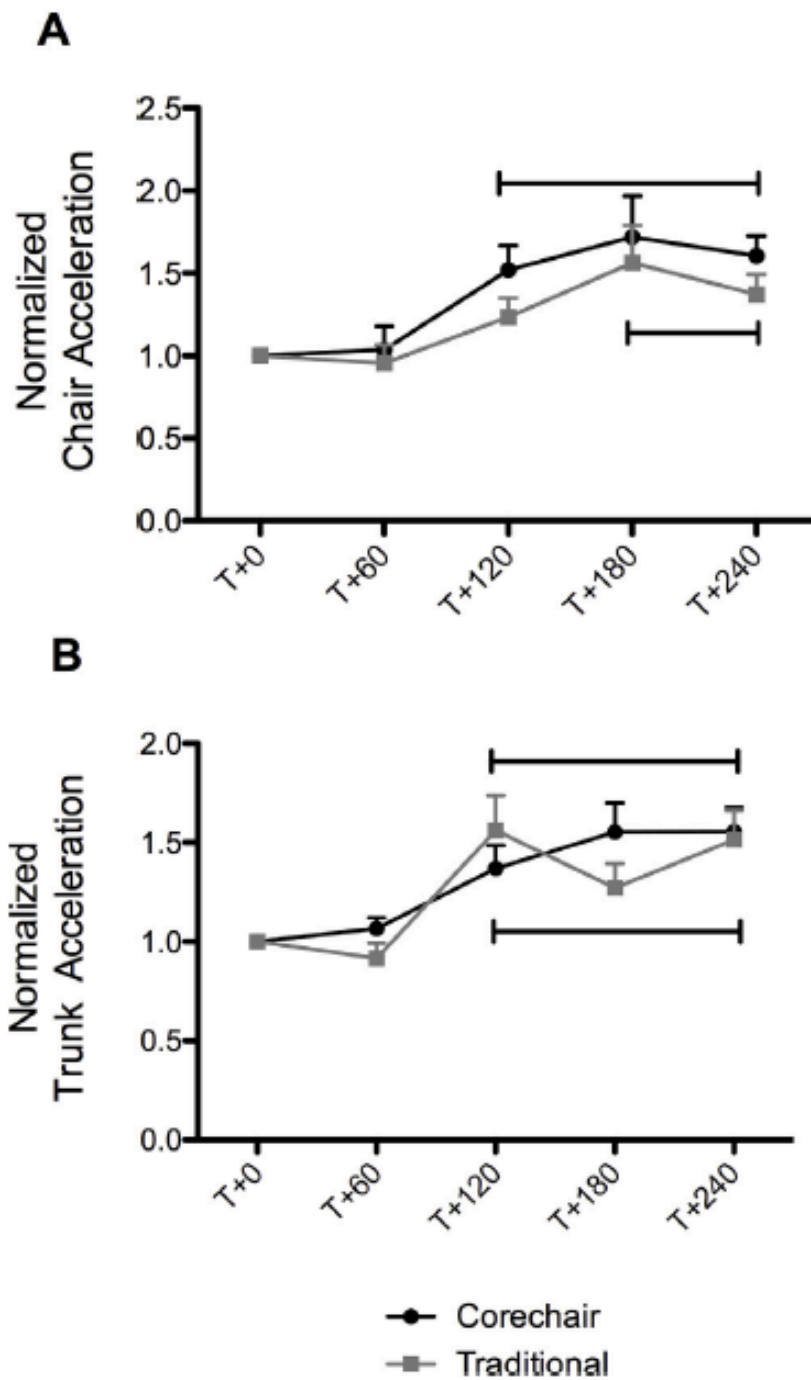 A
Normalized
Chair Acceleration
2.5
2.0
1.5
1.0
0.5
0.0
T+0
T+60
T+120
T+180
T+240
B
Normalized
Trunk Acceleration
2.0
1.5
1.0
0.5
0.0
T+0
T+60
T+120
T+180
T+240
Corechair
Traditional